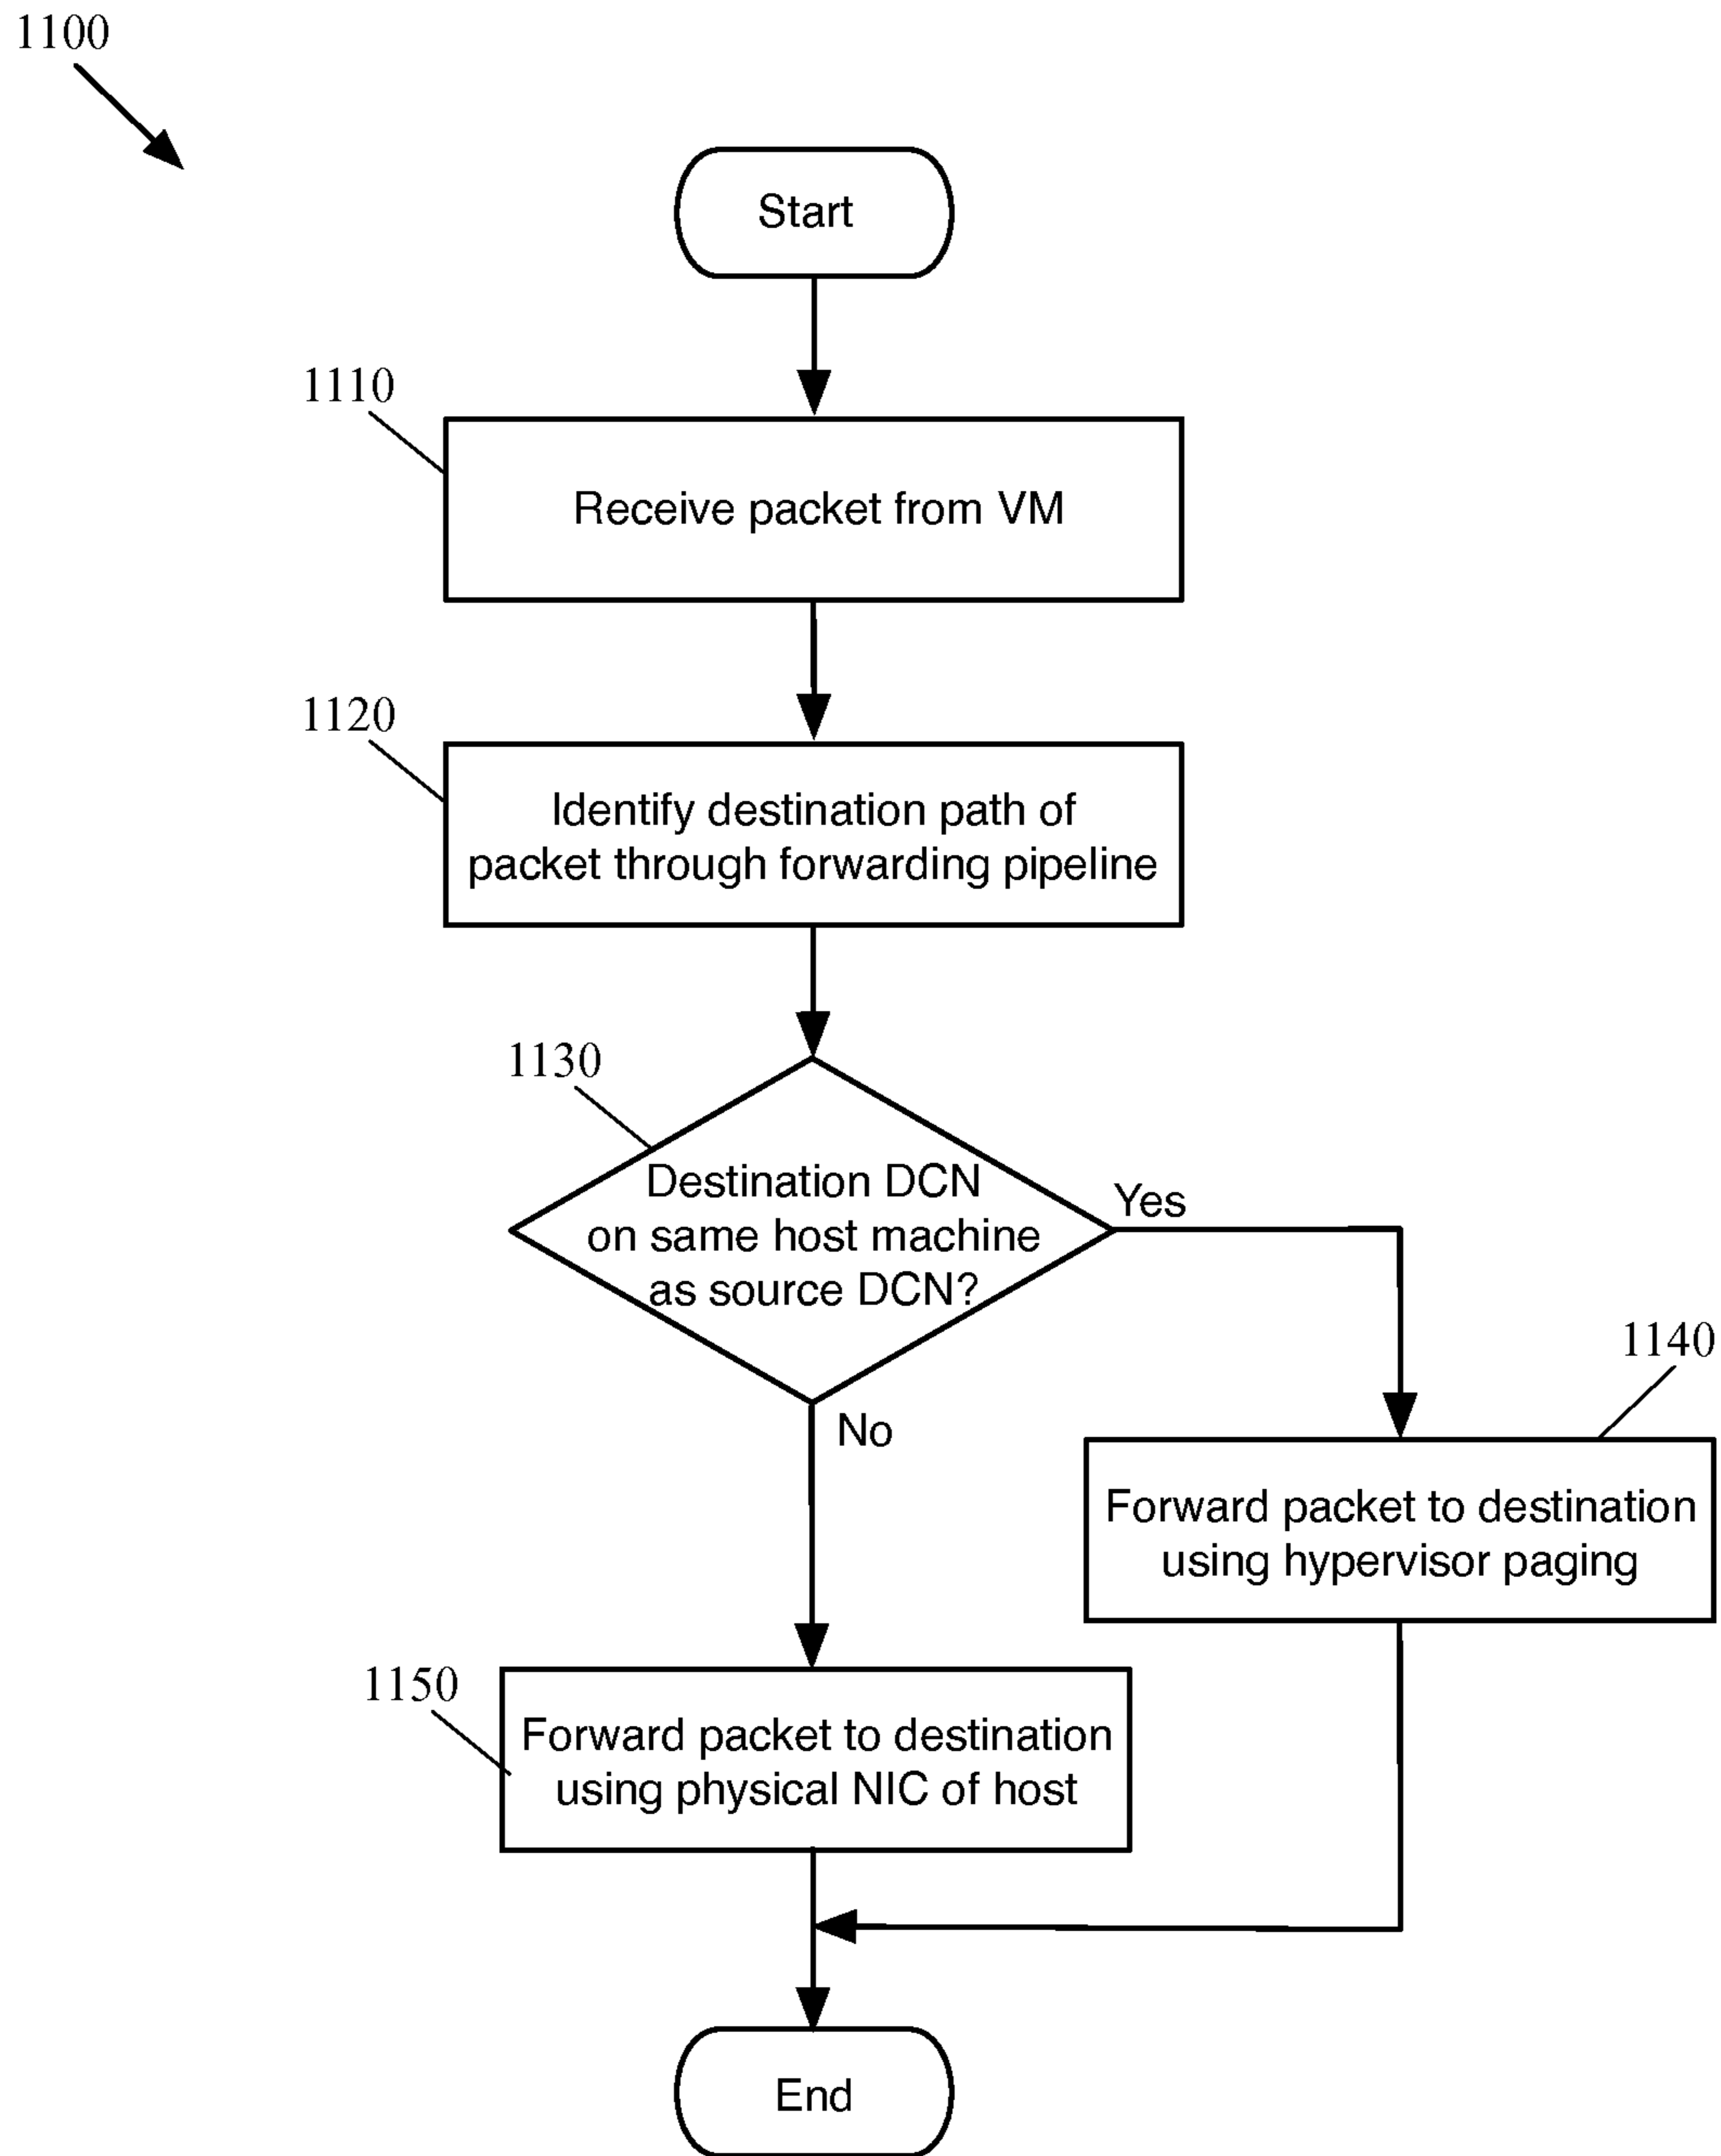 1100
Start
1110
Receive packet from VM
1120
Identify destination path of
packet through forwarding pipeline
1130
Destination DCN
on same host machine
as source DCN?
Yes
No
1140
Forward packet to destination
using hypervisor paging
1150
Forward packet to destination
using physical NIC of host
End